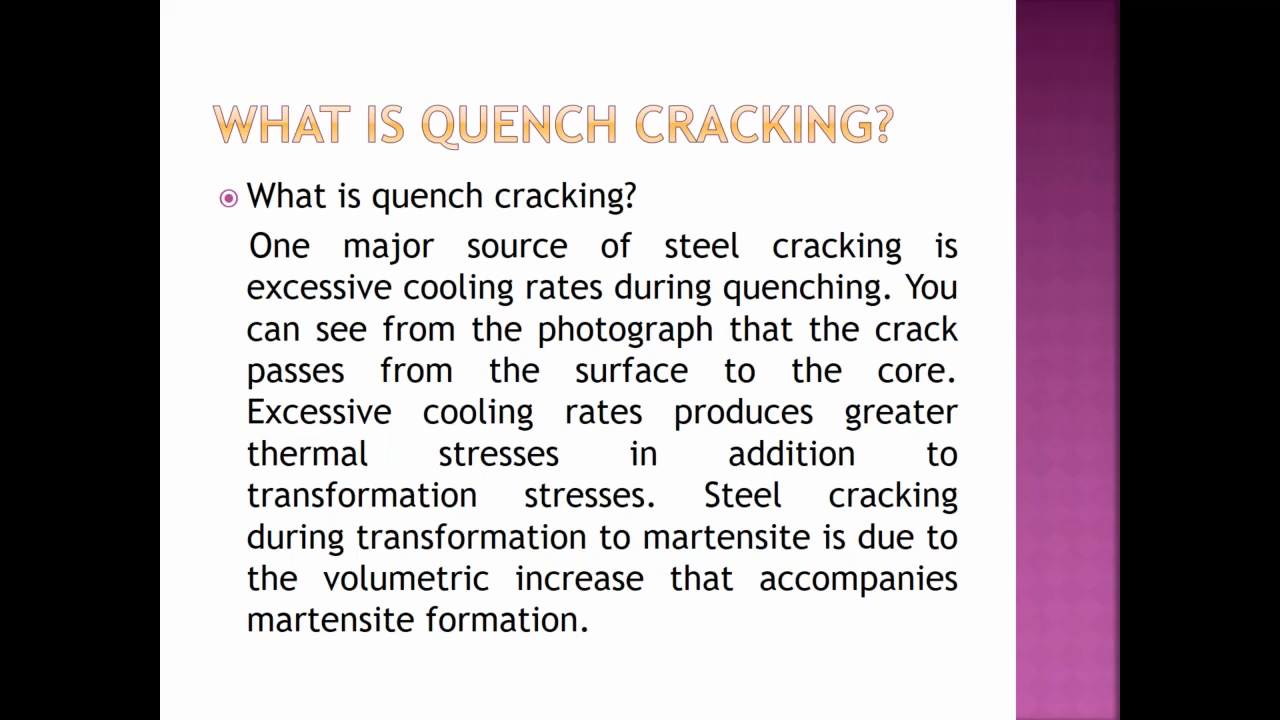 WHAT IS QUENCH CRACKING?
What is quench cracking?
One major source of steel cracking is
excessive cooling rates during quenching. You
can see from the photograph that the crack
passes from the surface to the core.
Excessive cooling rates produces greater
thermal stresses in addition to
transformation stresses. Steel cracking
during transformation to martensite is due to
the volumetric increase that accompanies
martensite formation.